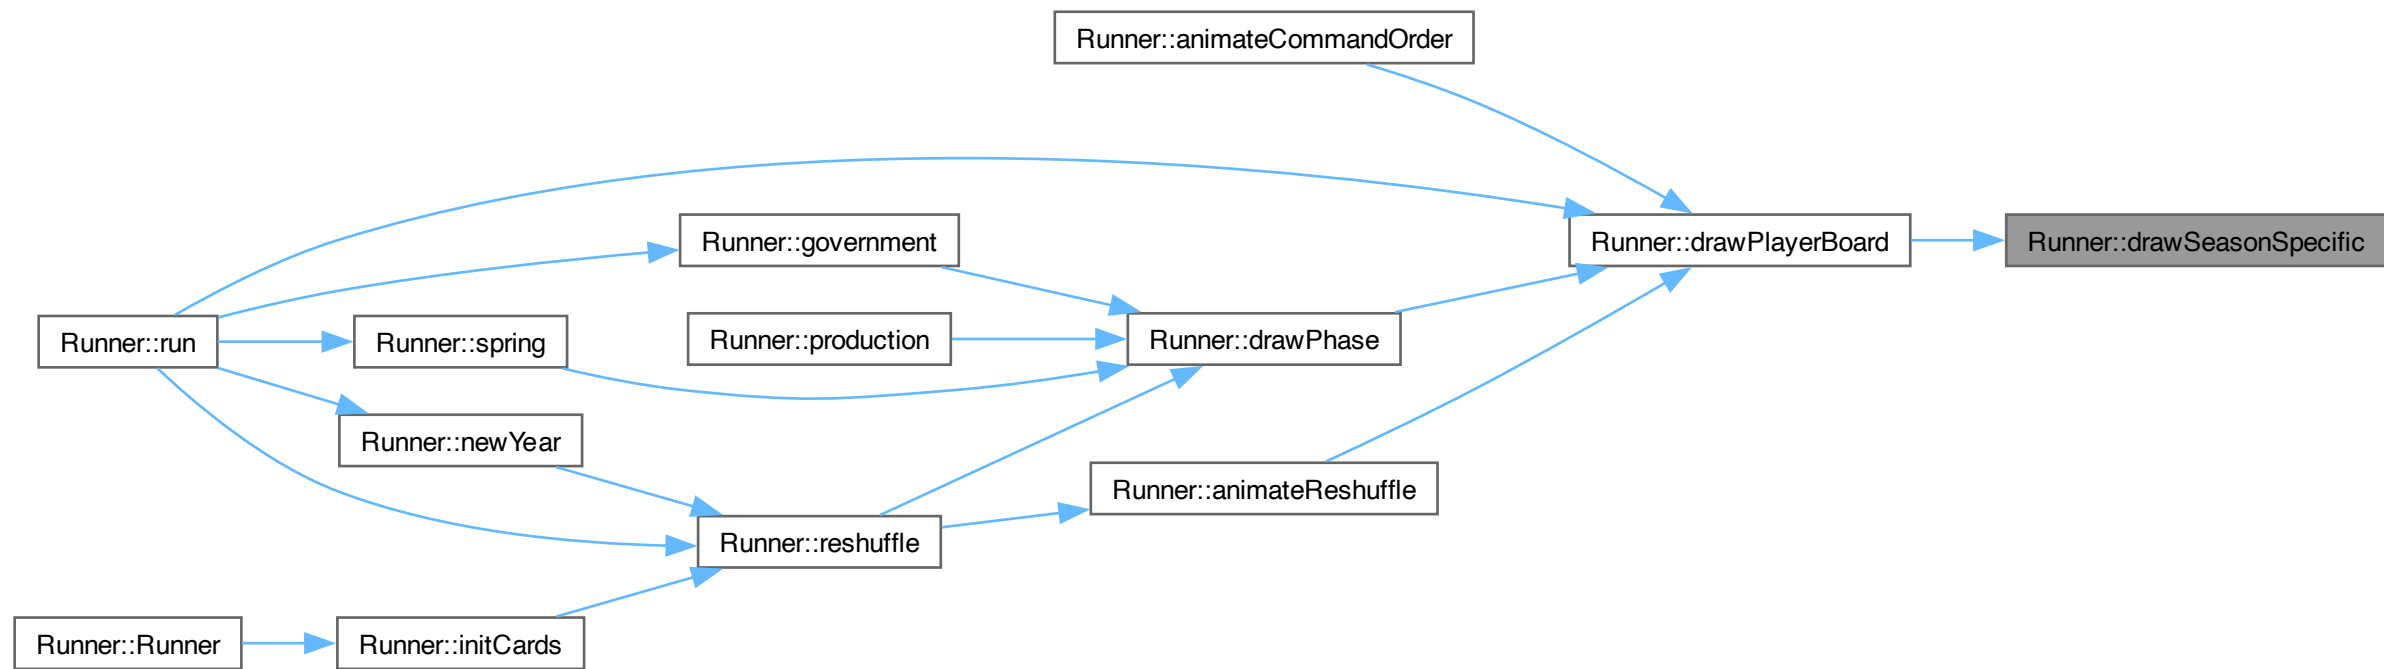 Runner::animateCommandOrder
Runner::government
Runner::drawPlayerBoard
Runner::drawSeasonSpecific
Runner::run
Runner::spring
Runner::production
Runner::drawPhase
Runner::newYear
Runner::animateReshuffle
Runner::reshuffle
Runner::Runner
Runner::initCards